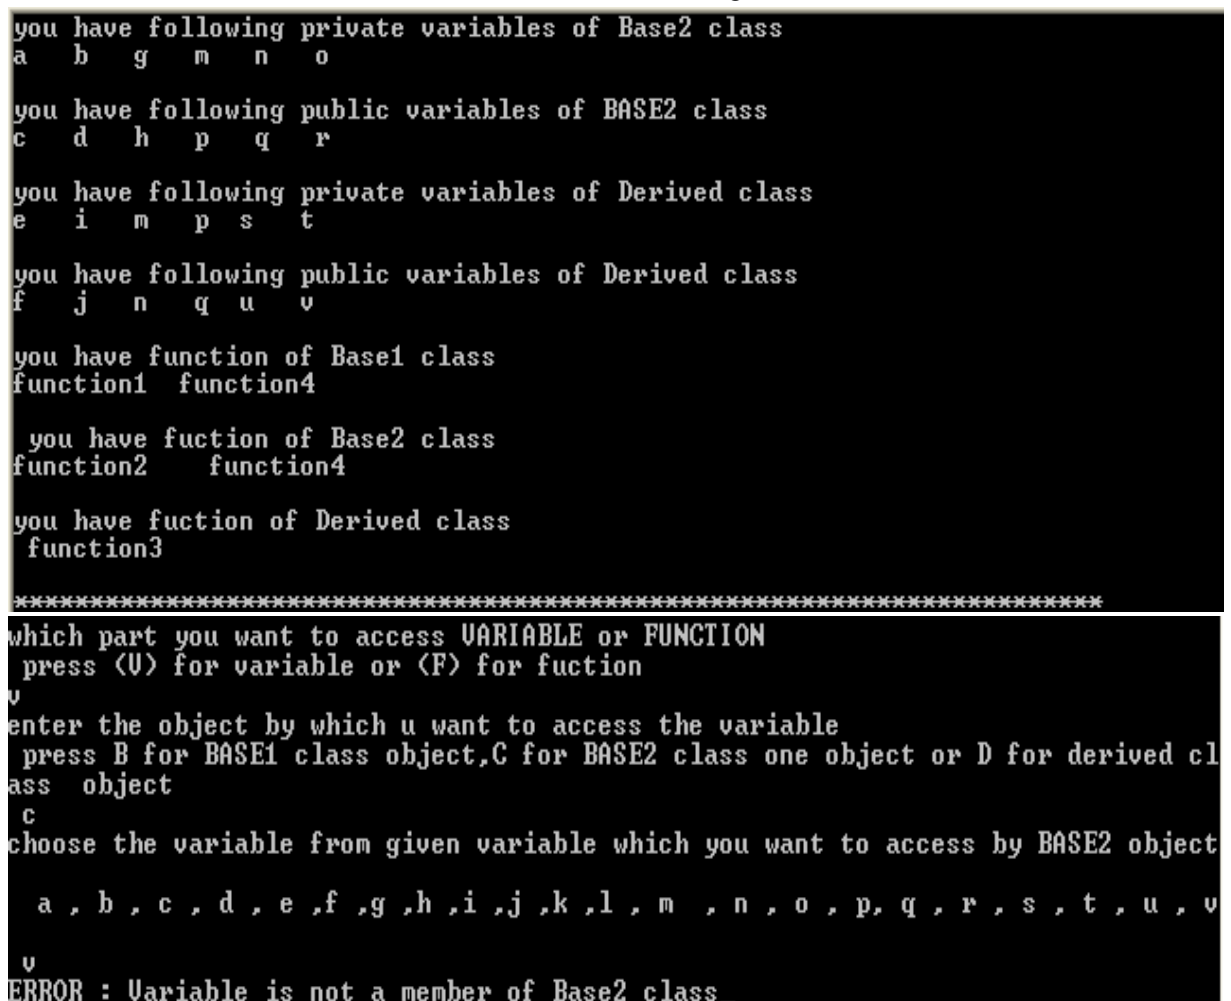 you have following private variables of Base2 class
a b g m n o
you have following public variables of BASE2 class
c d h p q r
you have following private variables of Derived class
e i m p s t
you have following public variables of Derived class
f j n q u v
you have function of Base1 class
function1 function4
you have fuction of Base2 class
function2 function4
you have fuction of Derived class
function3
***********************************************************************
which part you want to access VARIABLE or FUNCTION
press (V) for variable or (F) for fuction
v
enter the object by which u want to access the variable
press B for BASE1 class object,C for BASE2 class one object or D for derived cl
ass object
c
choose the variable from given variable which you want to access by BASE2 object
a , b , c , d , e ,f ,g ,h ,i ,j ,k ,l , m , n , o , p, q , r , s , t , u , v
v
ERROR : Variable is not a member of Base2 class